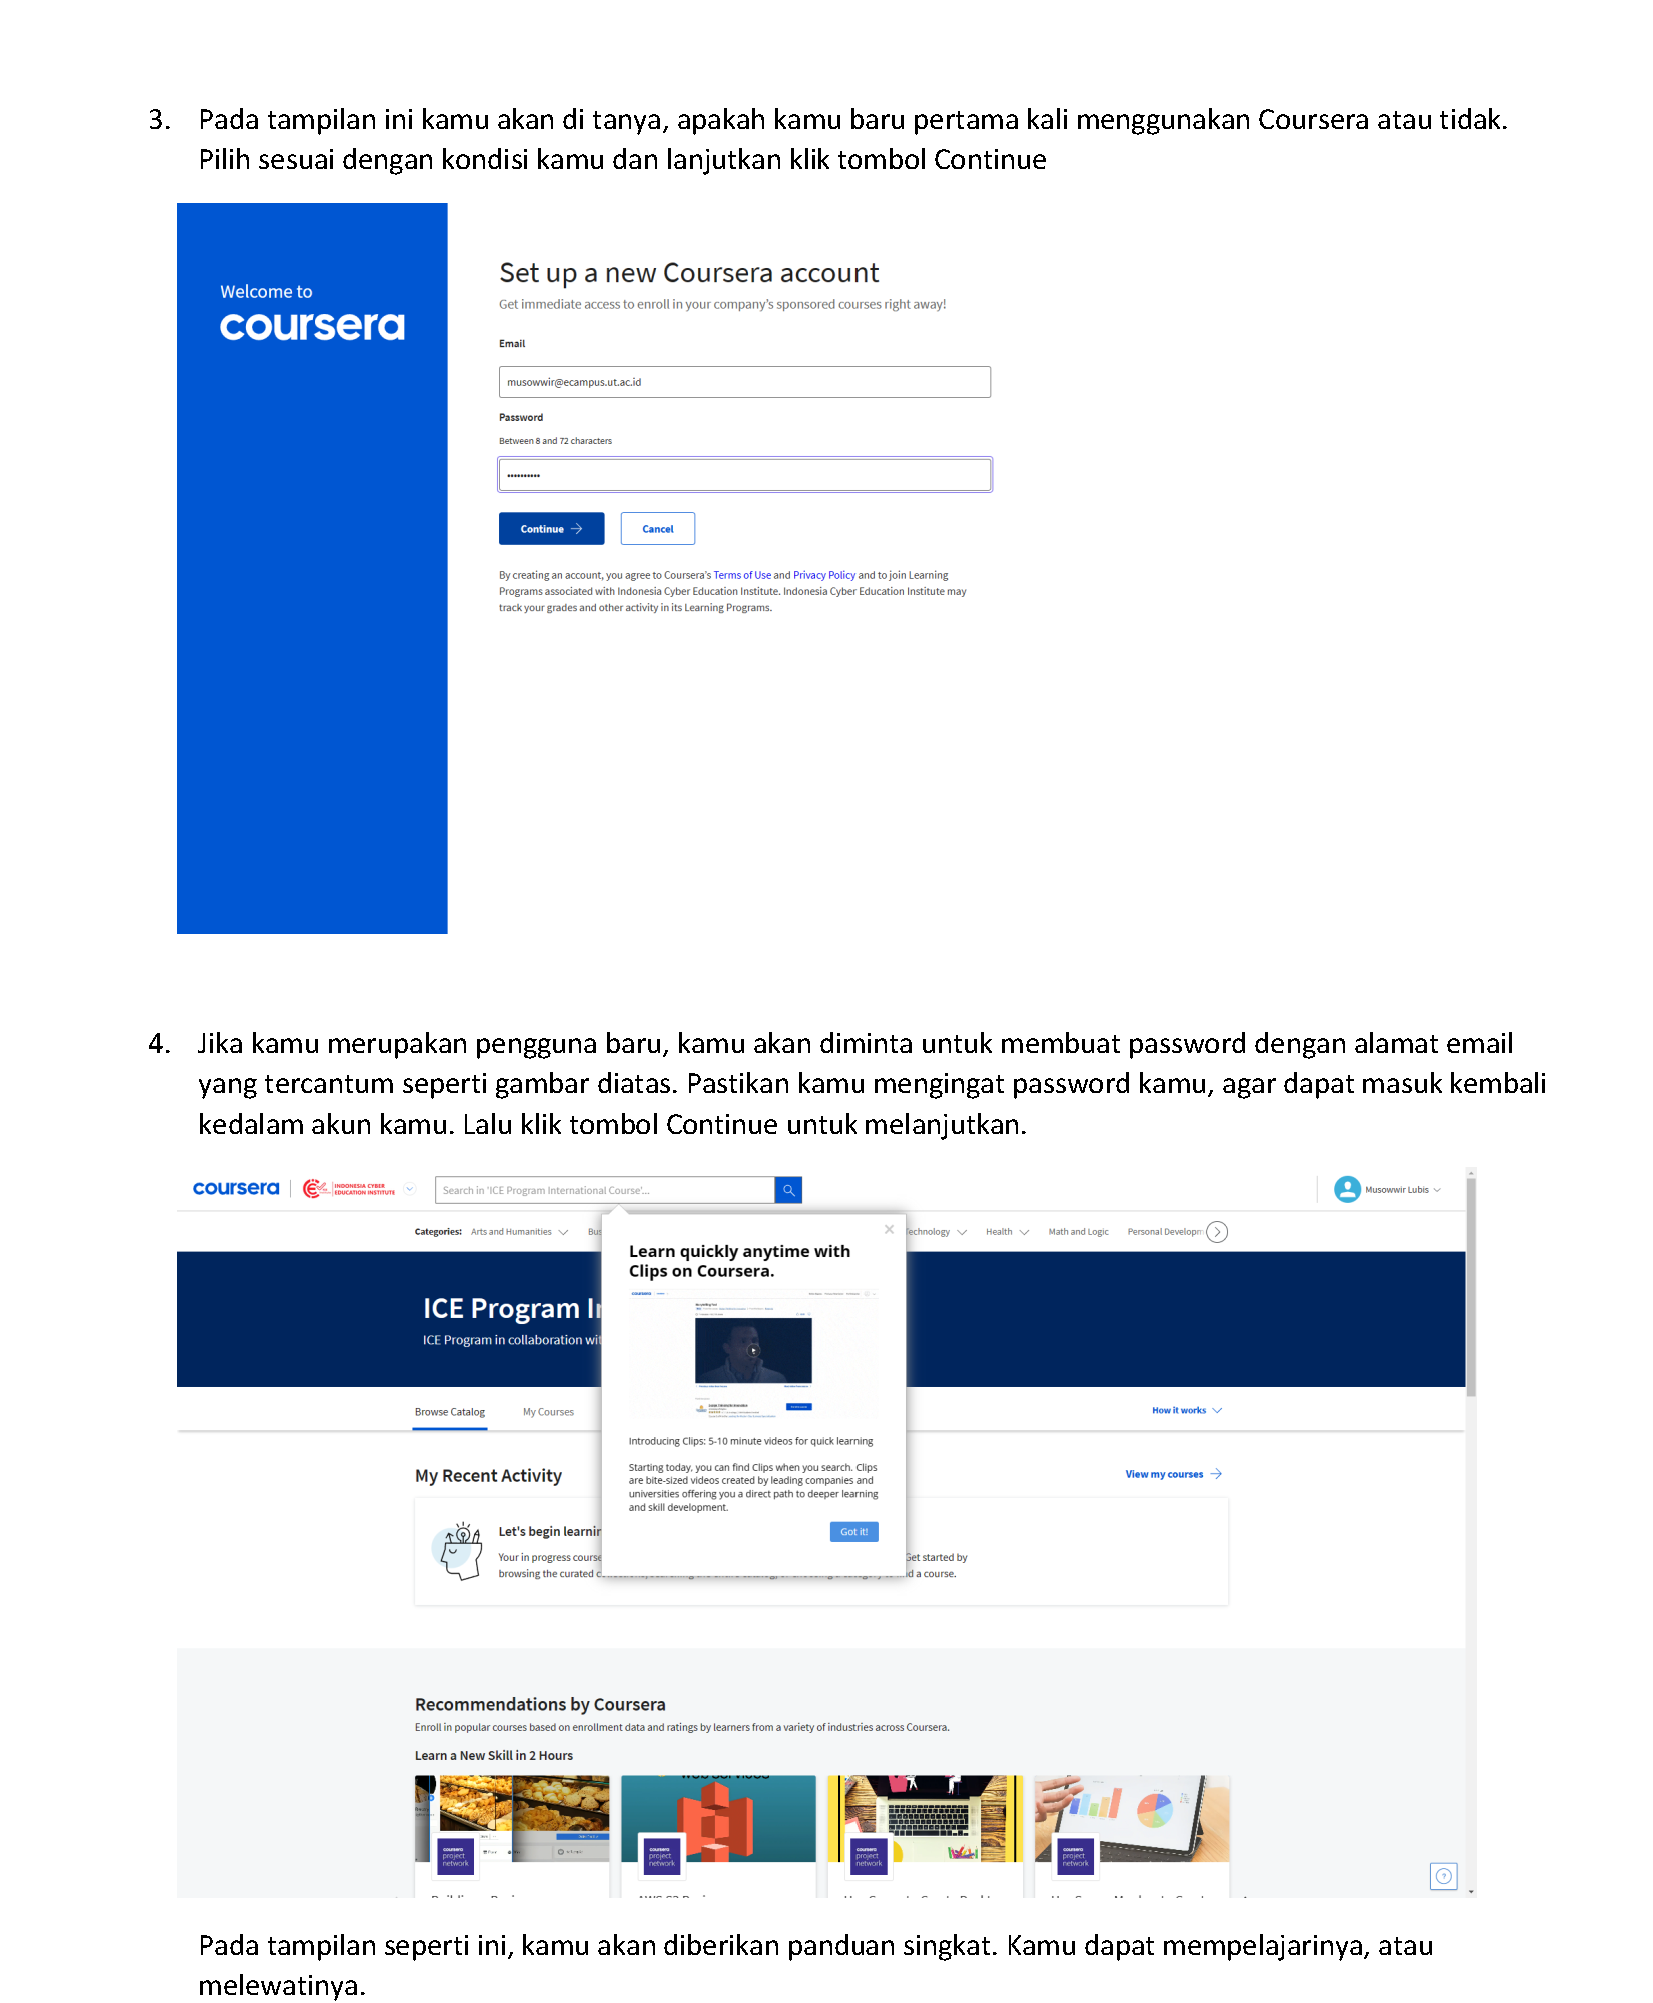 3. Pada tampilan ini kamu akan di tanya, apakah kamu baru pertama kali menggunakan Coursera atau tidak.
Pilih sesuai dengan kondisi kamu dan lanjutkan klik tombol Continue
Welcome to
coursera
Set up a new Coursera account
Get immediate access to enroll in your company's sponsored courses right away!
Email
musowwir@ecampus.ut.ac.id
Password
Between 8 and 72 characters
••••••••••
Continue →
Cancel
By creating an account, you agree to Coursera's Terms of Use and Privacy Policy and to join Learning
Programs associated with Indonesia Cyber Education Institute. Indonesia Cyber Education Institute may
track your grades and other activity in its Learning Programs.
4. Jika kamu merupakan pengguna baru, kamu akan diminta untuk membuat password dengan alamat email
yang tercantum seperti gambar diatas. Pastikan kamu mengingat password kamu, agar dapat masuk kembali
kedalam akun kamu. Lalu klik tombol Continue untuk melanjutkan.
coursera
INDONESIA CYBER
EDUCATION INSTITUTE
Search in 'ICE Program International Course'...
Musowwir Lubis
Categories: Arts and Humanities Bus
Technology Health Math and Logic Personal Developm
Learn quickly anytime with
Clips on Coursera.
Introducing Clips: 5-10 minute videos for quick learning
Starting today, you can find Clips when you search. Clips
are bite-sized videos created by leading companies and
universities offering you a direct path to deeper learning
and skill development.
Got it!
ICE Program I
ICE Program in collaboration wit
Browse Catalog My Courses
How it works
My Recent Activity
View my courses →
Let's begin learnin
Your in progress course
Get started by
browsing the curated
a course.
Recommendations by Coursera
Enroll in popular courses based on enrollment data and ratings by learners from a variety of industries across Coursera.
Learn a New Skill in 2 Hours
coursera project network
coursera project network
coursera project network
coursera project network
Pada tampilan seperti ini, kamu akan diberikan panduan singkat. Kamu dapat mempelajarinya, atau
melewatinya.